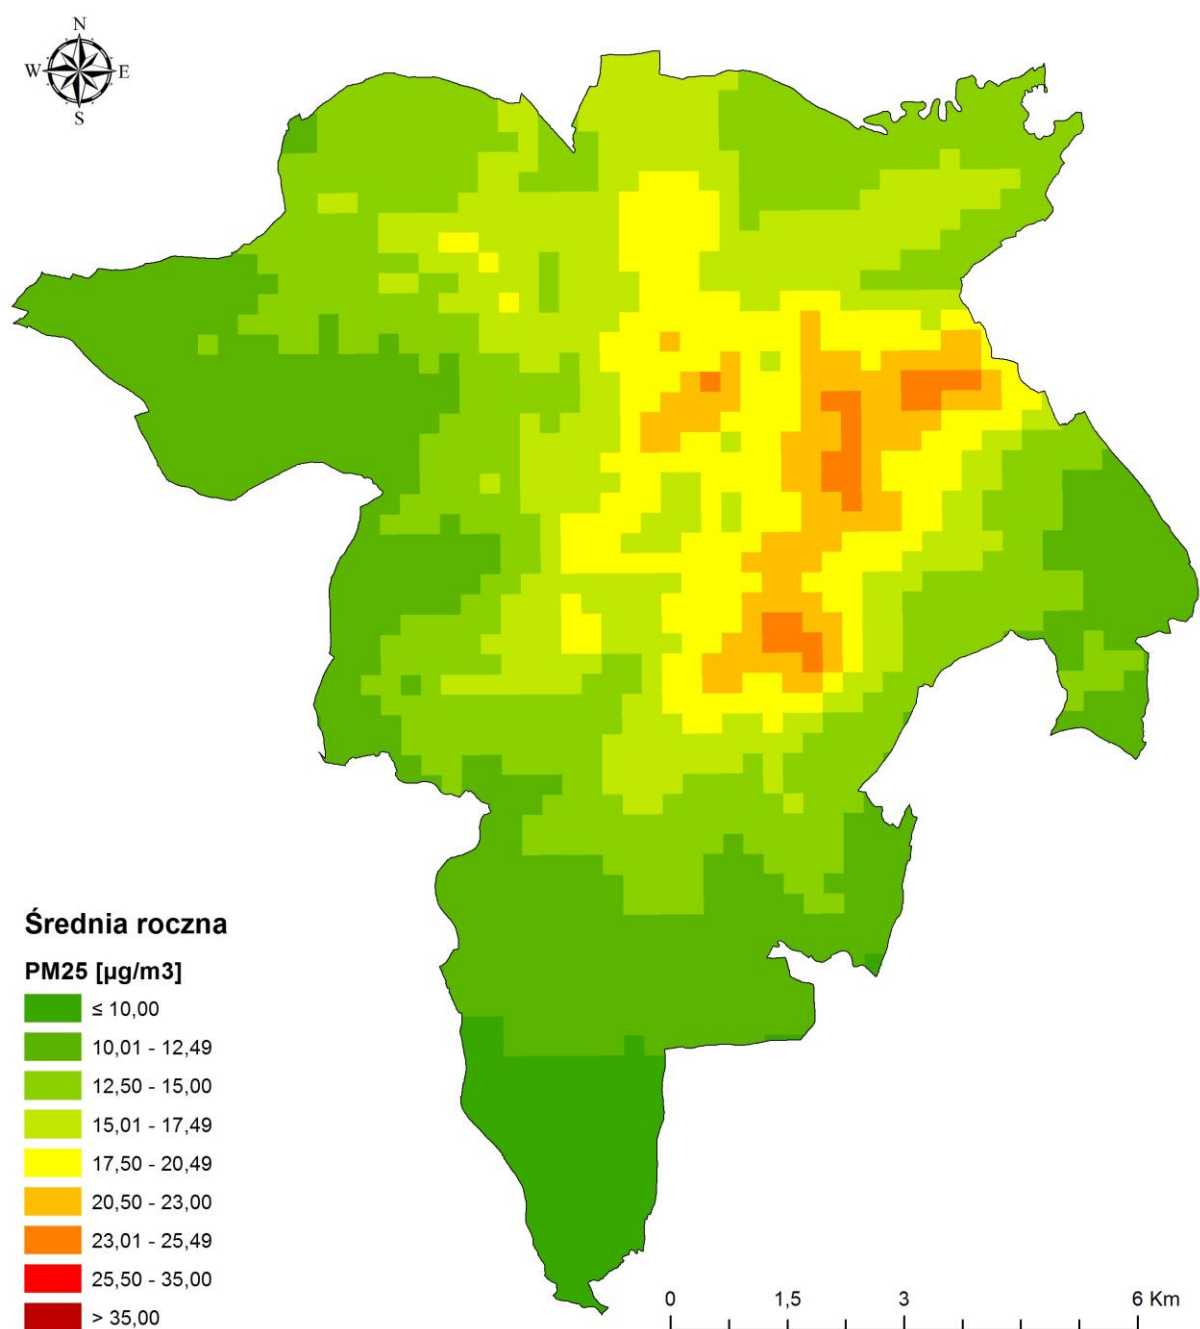 N
W E
S
Średnia roczna
PM25 [µg/m3]
≤ 10,00
10,01 - 12,49
12,50 - 15,00
15,01 - 17,49
17,50 - 20,49
20,50 - 23,00
23,01 - 25,49
25,50 - 35,00
> 35,00
0 1,5 3 6 Km